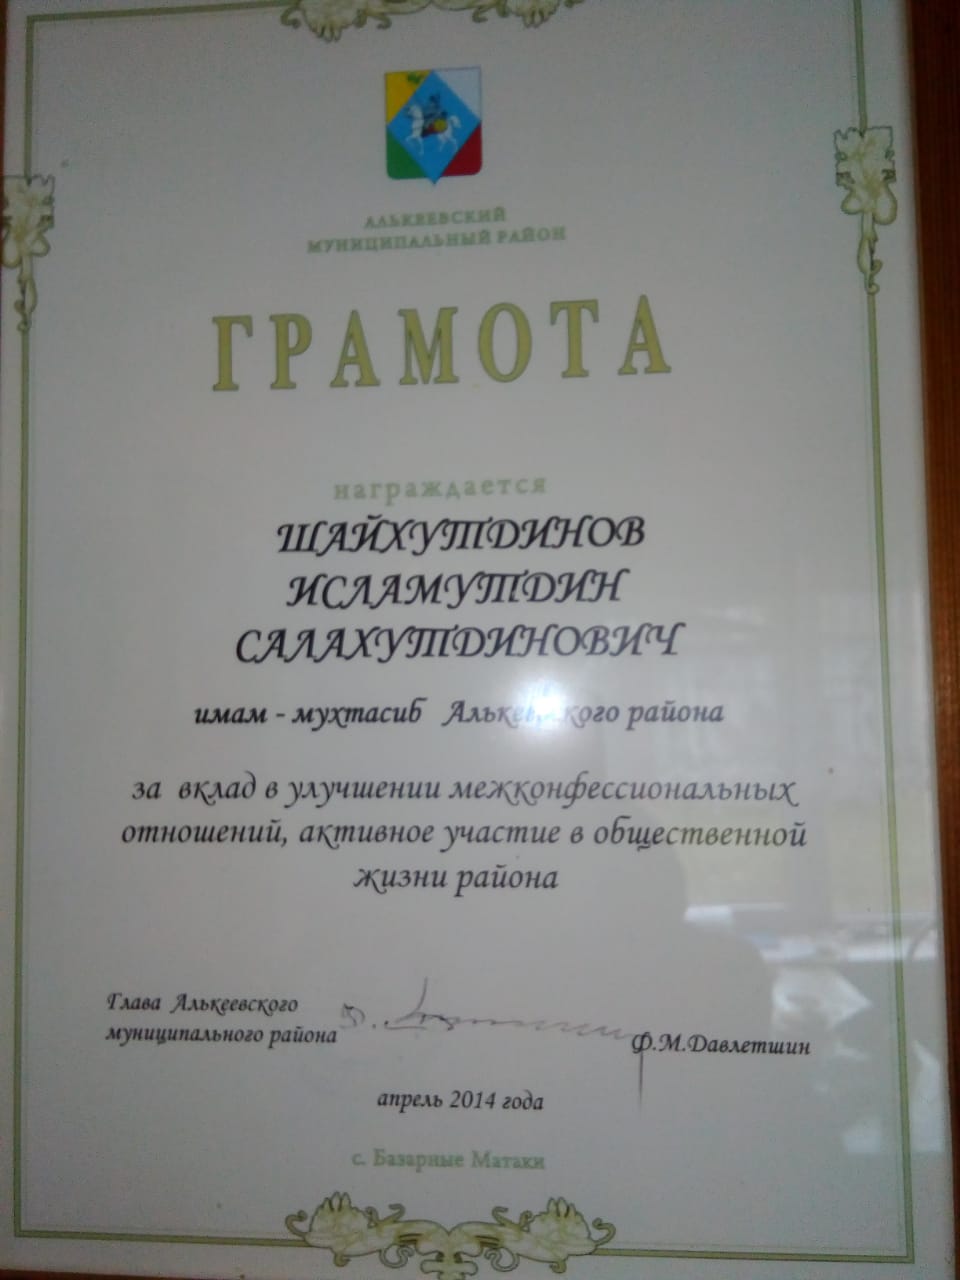 АЛЬКЕЕВСКИЙ
МУНИЦИПАЛЬНЫЙ РАЙОН
ГРАМОТА
награждается
ШАЙХУТДИНОВ
ИСЛАМУТДИН
САЛАХУТДИНОВИЧ
имам - мухтасиб Алькеевского района
за вклад в улучшении межконфессиональных
отношений, активное участие в общественной
жизни района
Глава Алькеевского
муниципального района
Ф.М.Давлетшин
апрель 2014 года
с. Базарные Матаки